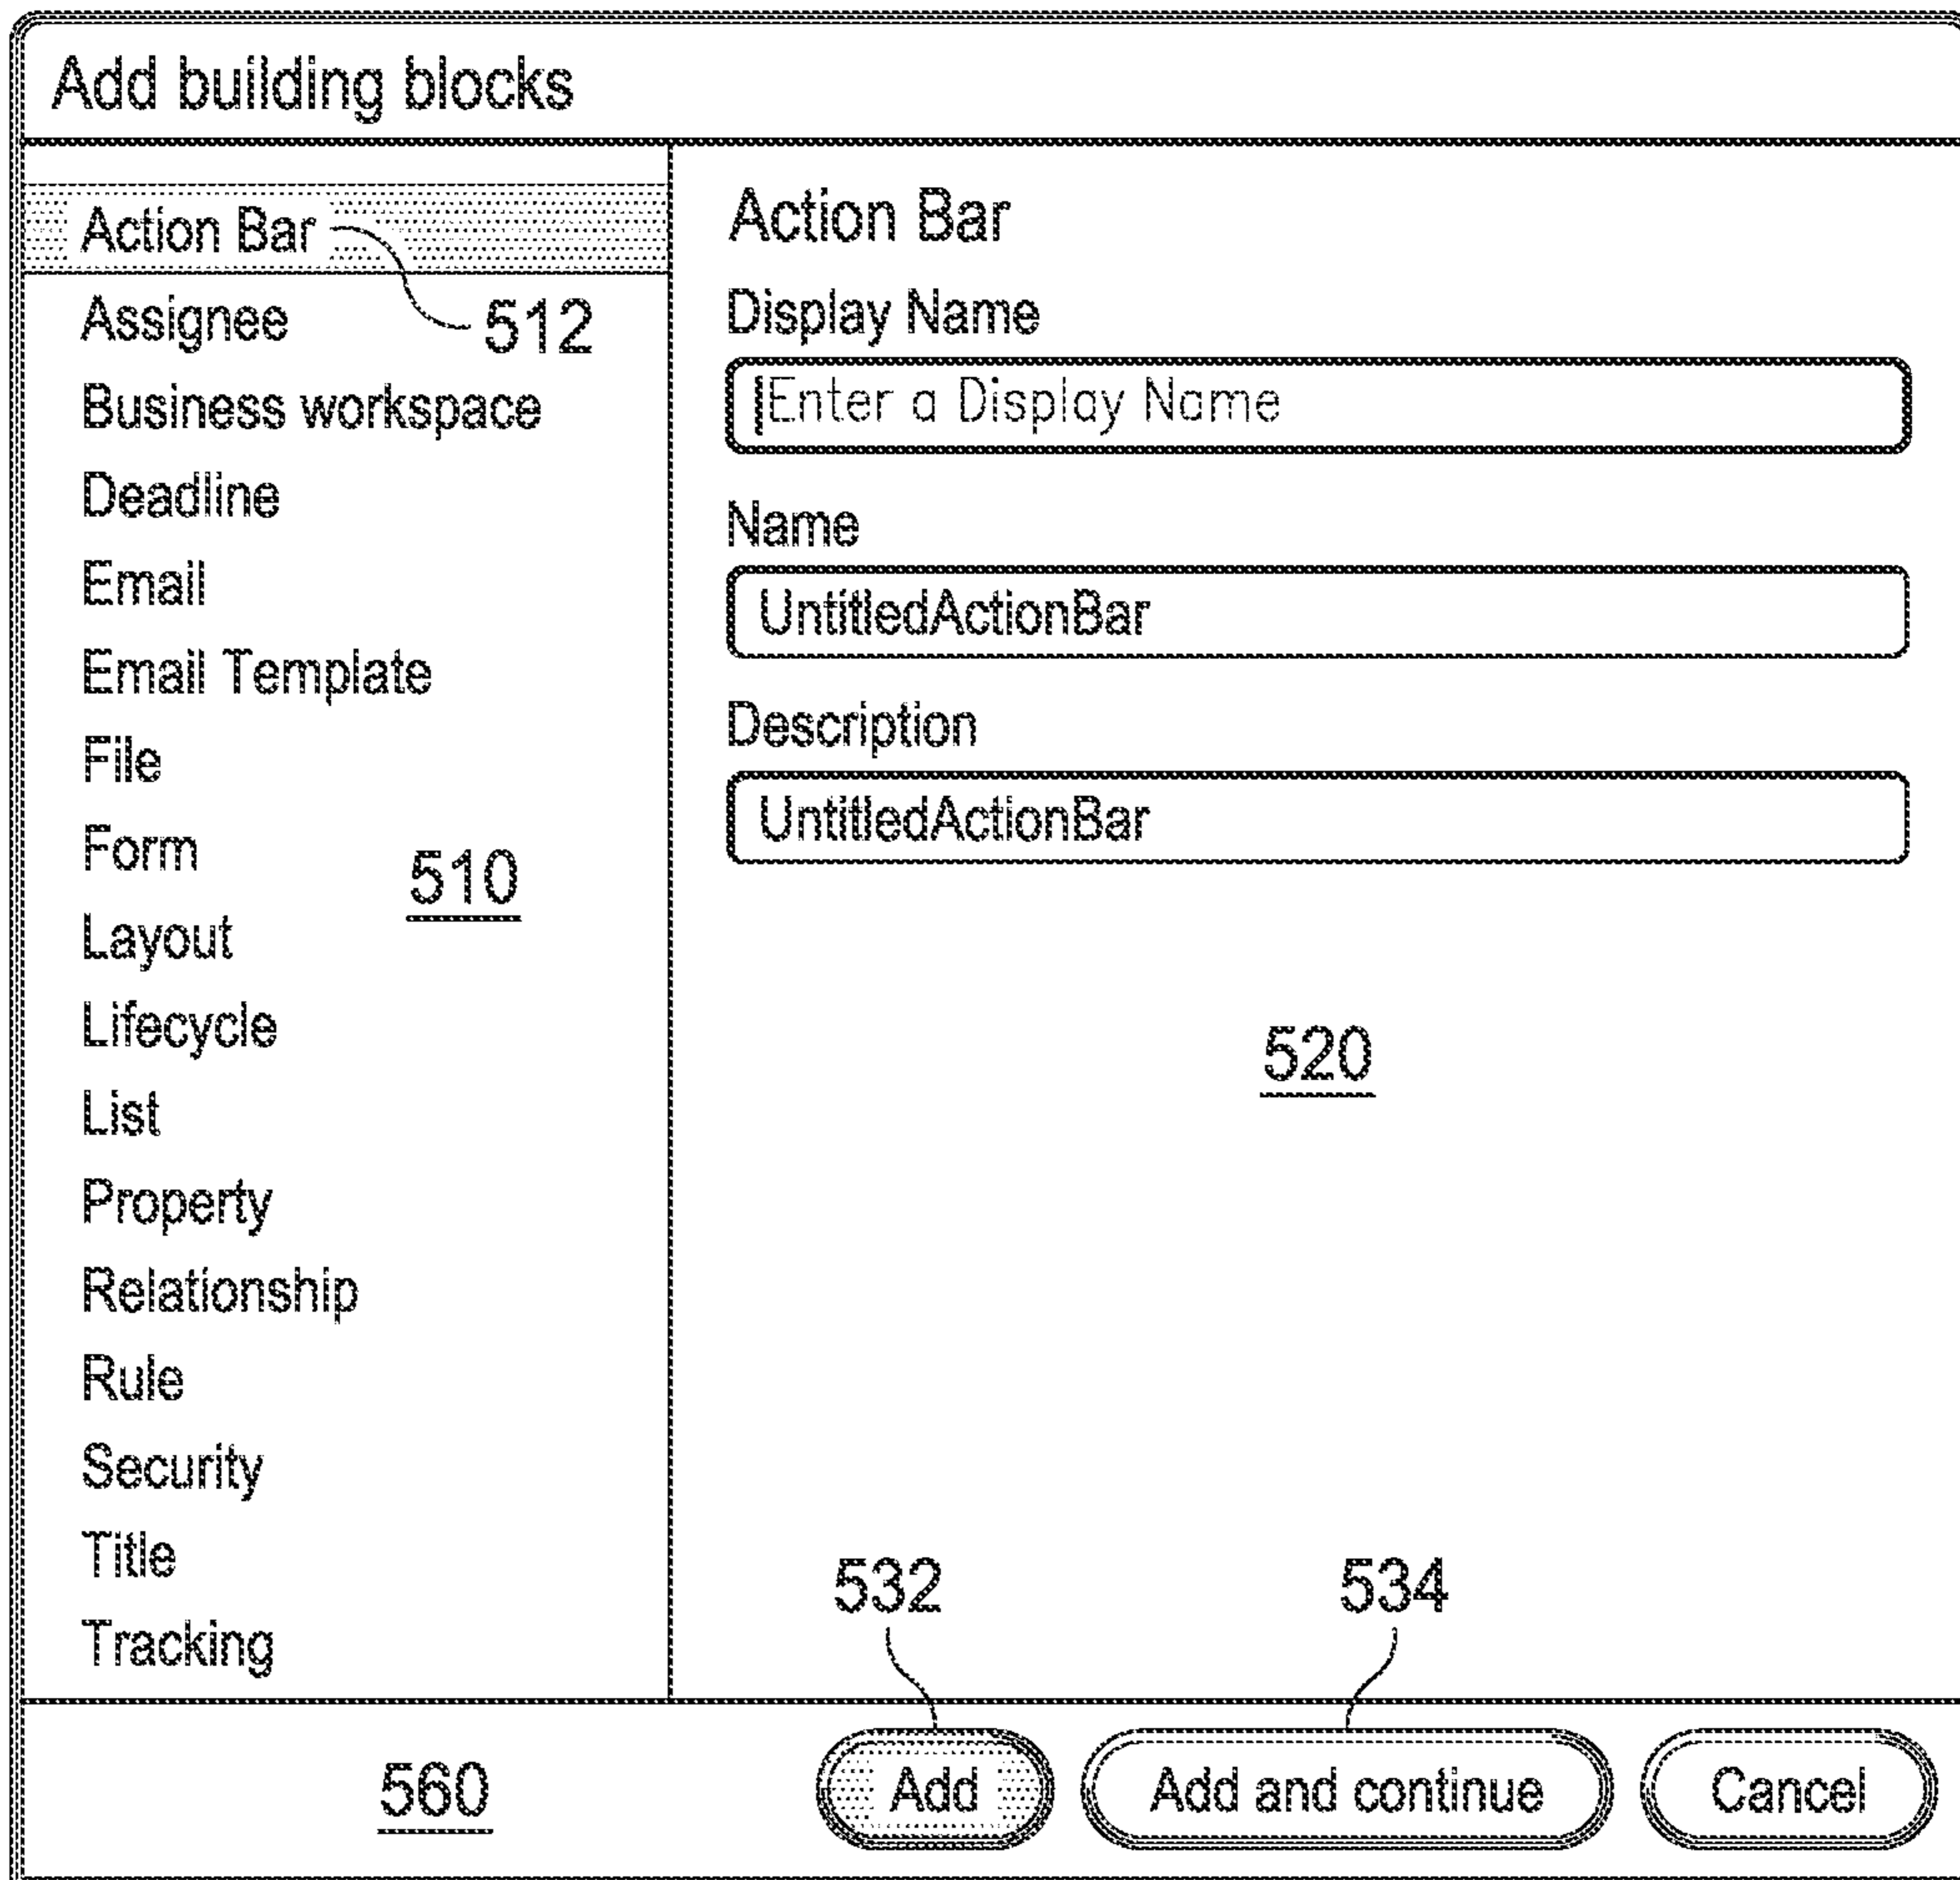 Add building blocks
Action Bar
512
Assignee
Business workspace
Deadline
Email
Email Template
File
Form
510
Layout
Lifecycle
List
Property
Relationship
Rule
Security
Title
Tracking
Action Bar
Display Name
Enter a Display Name
Name
UntitledActionBar
Description
UntitledActionBar
520
532
534
560
Add
Add and continue
Cancel